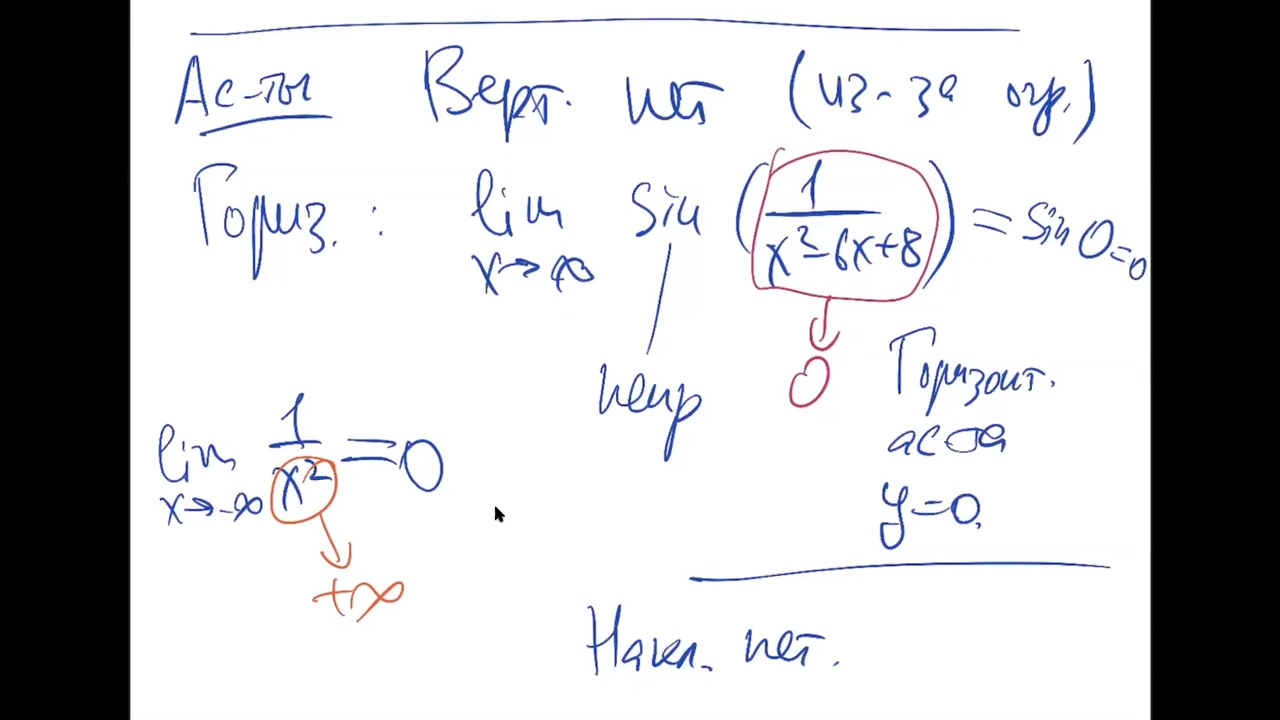 Ас-ты Верт. нет (из-за огр.)
Гориз. : lim x→∞ sin (1/(x²-6x+8)) = sin 0 = 0
непр
0
Горизонт.
ас-та
y=0.
lim x→-∞ 1/x² = 0
+∞
Накл. нет.